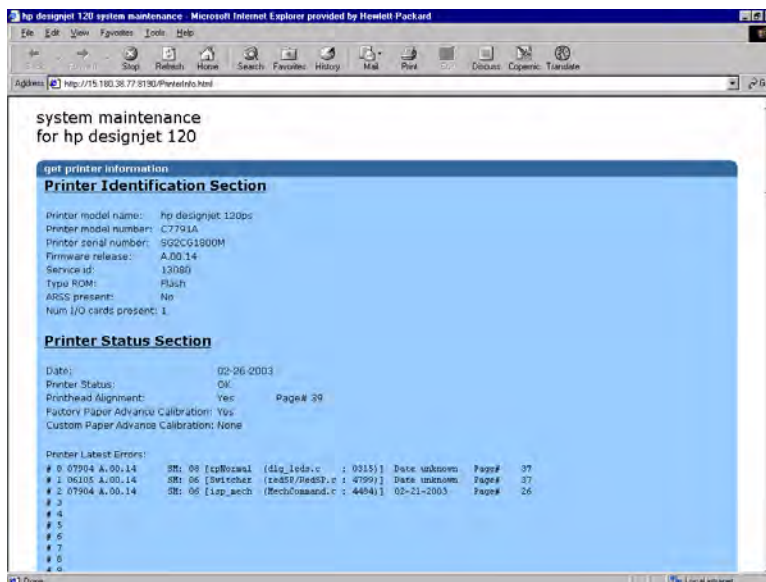 hp designjet 120 system maintenance - Microsoft Internet Explorer provided by Hewlett-Packard
File Edit View Favorites Tools Help
Stop Refresh Home Search Favorites History Mail Print Discuss Copernic Translate
Address http://15.180.38.77:8190/PrinterInfo.html
system maintenance
for hp designjet 120
get printer information
Printer Identification Section
Printer model name: hp designjet 120ps
Printer model number: C7791A
Printer serial number: SG2CG1800M
Firmware release: A.00.14
Service id: 13080
Type ROM: Flash
ARSS present: No
Num I/O cards present: 1
Printer Status Section
Date: 02-26-2003
Printer Status: OK
Printhead Alignment: Yes Page# 39
Factory Paper Advance Calibration: Yes
Custom Paper Advance Calibration: None
Printer Latest Errors:
# 0 07904 A.00.14 SM: 08 [spNormal (dig_leds.c : 0315)] Date unknown Page# 37
# 1 06105 A.00.14 SM: 06 [Switcher (redSP/RedSP.c : 4799)] Date unknown Page# 37
# 2 07904 A.00.14 SM: 06 [isp_mech (MechCommand.c : 4484)] 02-21-2003 Page# 26
# 3
# 4
# 5
# 6
# 7
# 8
# 9
Done Local intranet